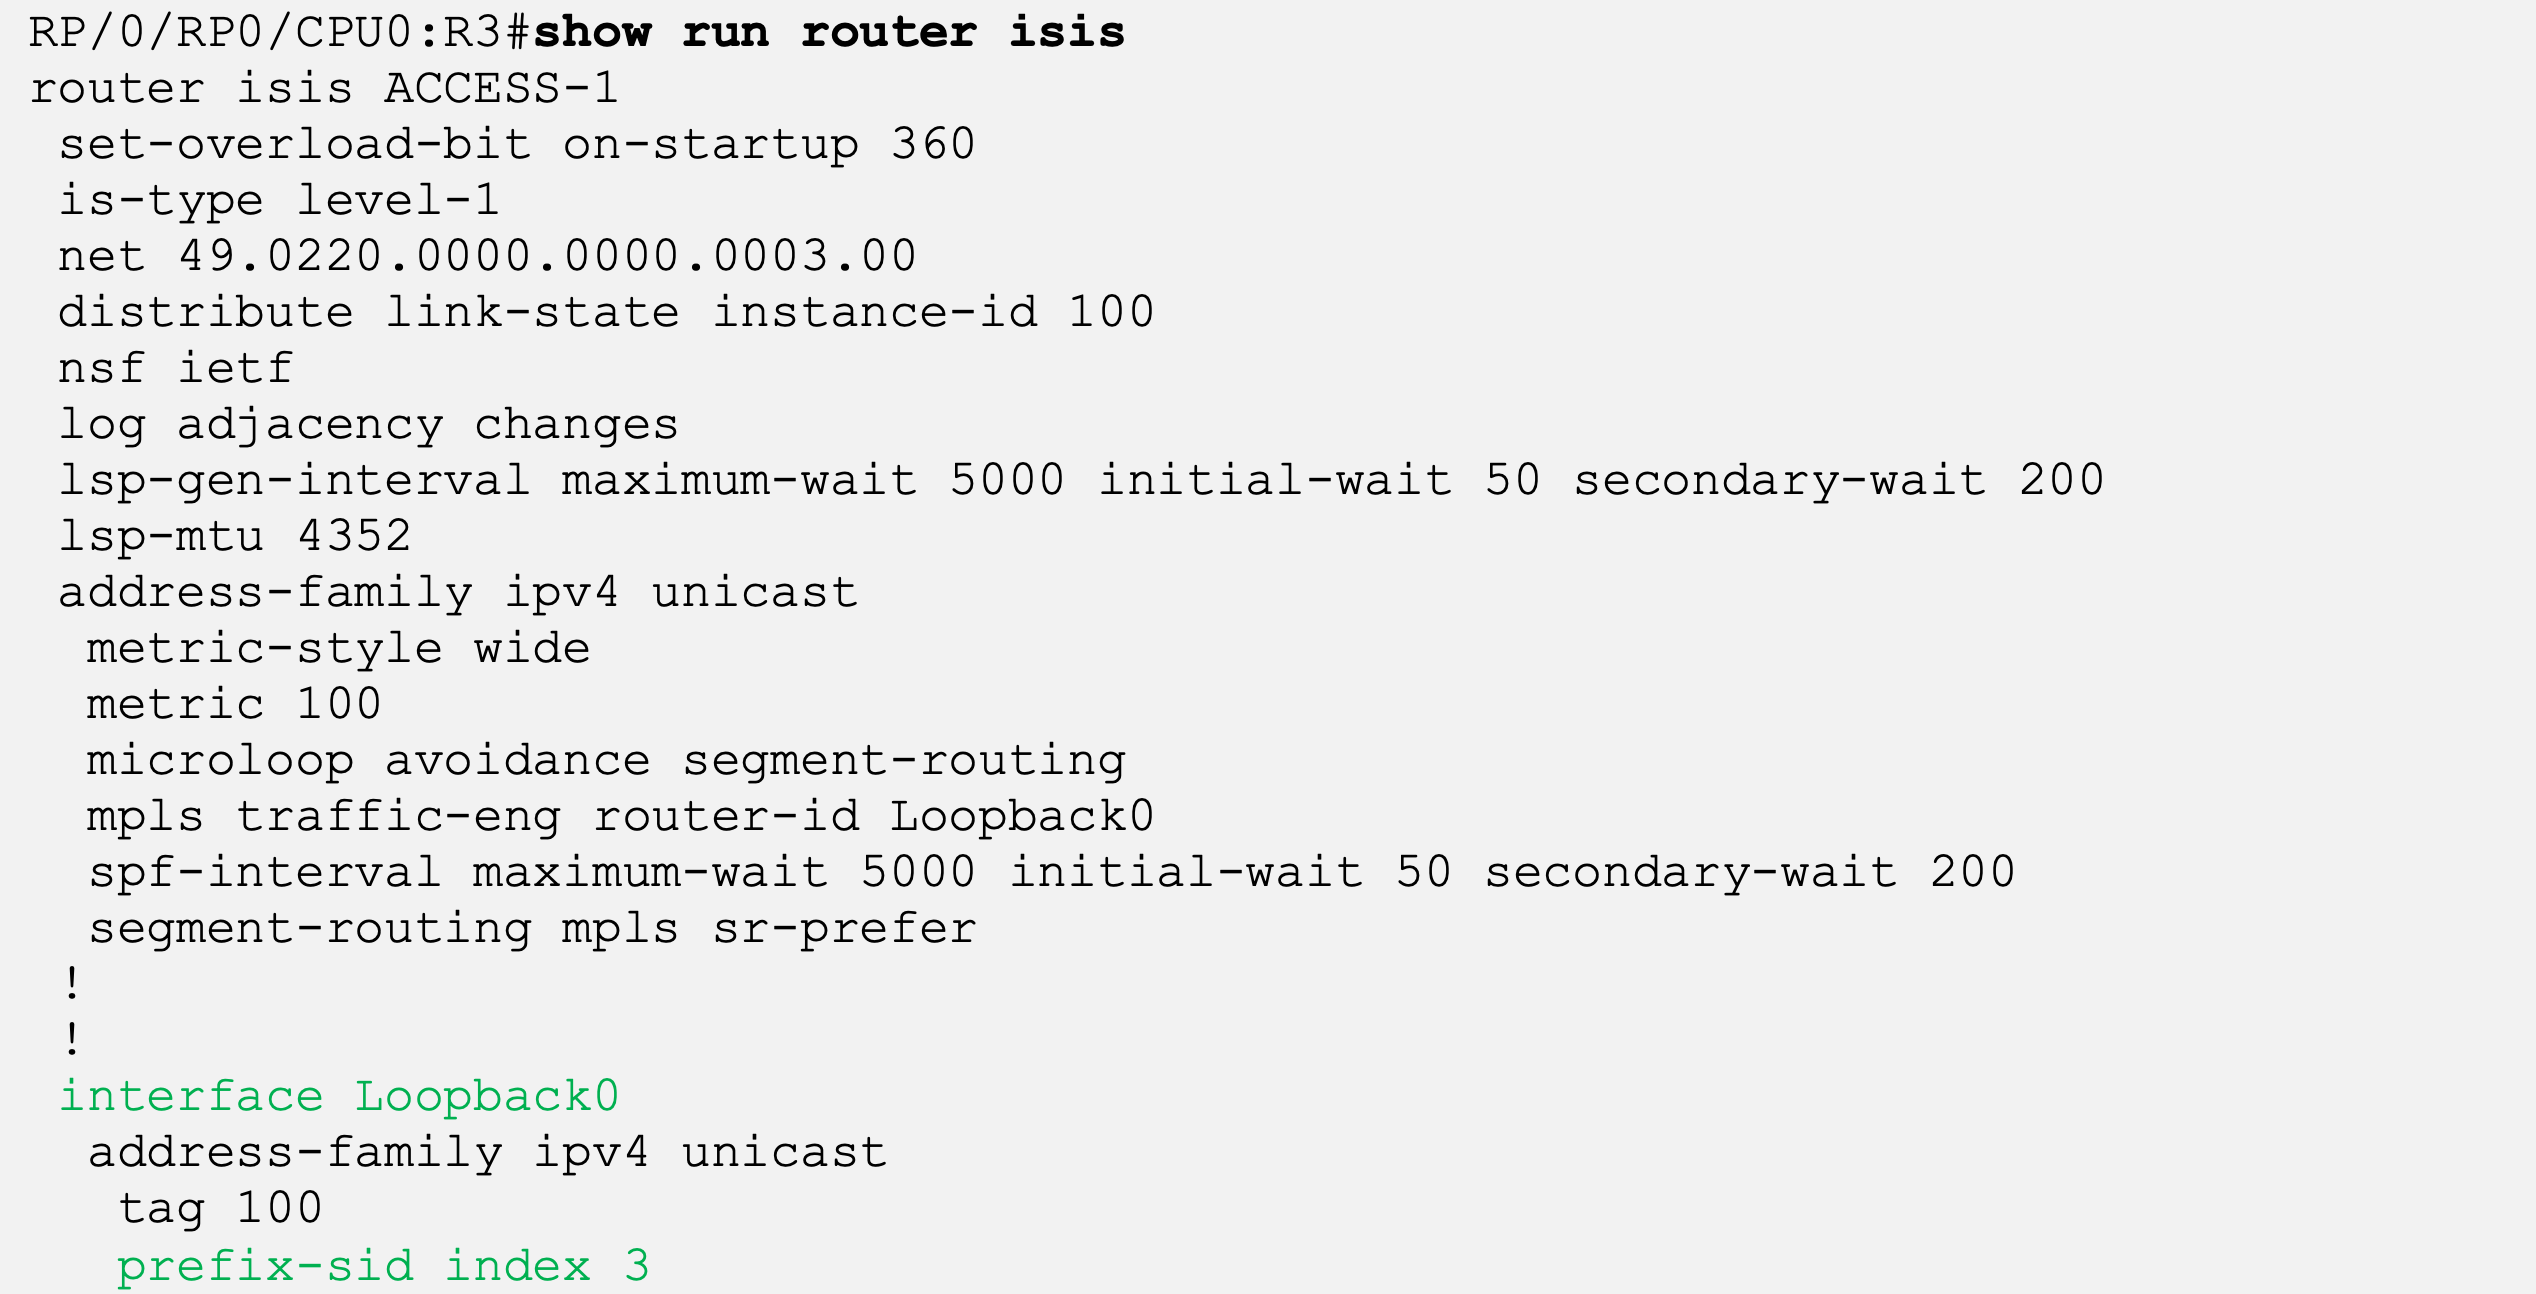 RP/0/RP0/CPU0:R3#show run router isis
router isis ACCESS-1
set-overload-bit on-startup 360
is-type level-1
net 49.0220.0000.0000.0003.00
distribute link-state instance-id 100
nsf ietf
log adjacency changes
lsp-gen-interval maximum-wait 5000 initial-wait 50 secondary-wait 200
lsp-mtu 4352
address-family ipv4 unicast
metric-style wide
metric 100
microloop avoidance segment-routing
mpls traffic-eng router-id Loopback0
spf-interval maximum-wait 5000 initial-wait 50 secondary-wait 200
segment-routing mpls sr-prefer
!
!
interface Loopback0
address-family ipv4 unicast
tag 100
prefix-sid index 3